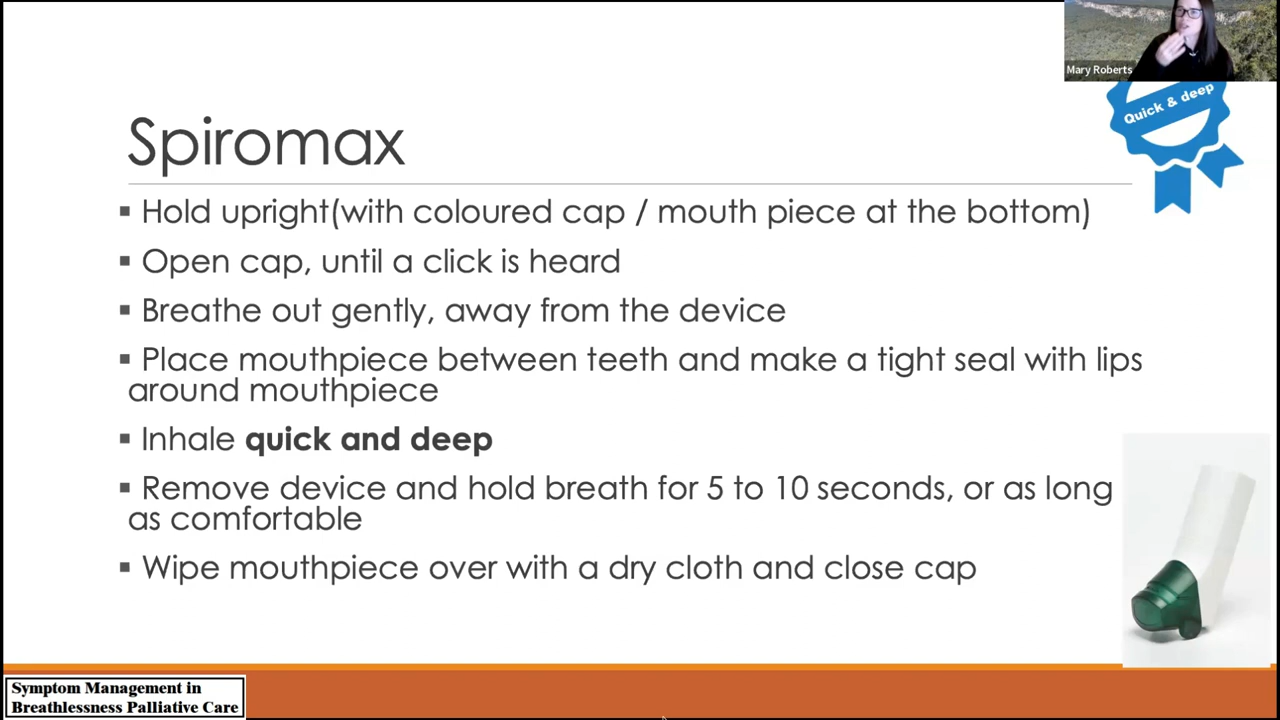 Mary Roberts
Quick & deep
Spiromax
▪ Hold upright(with coloured cap / mouth piece at the bottom)
▪ Open cap, until a click is heard
▪ Breathe out gently, away from the device
▪ Place mouthpiece between teeth and make a tight seal with lips
around mouthpiece
▪ Inhale quick and deep
▪ Remove device and hold breath for 5 to 10 seconds, or as long
as comfortable
▪ Wipe mouthpiece over with a dry cloth and close cap
Symptom Management in
Breathlessness Palliative Care